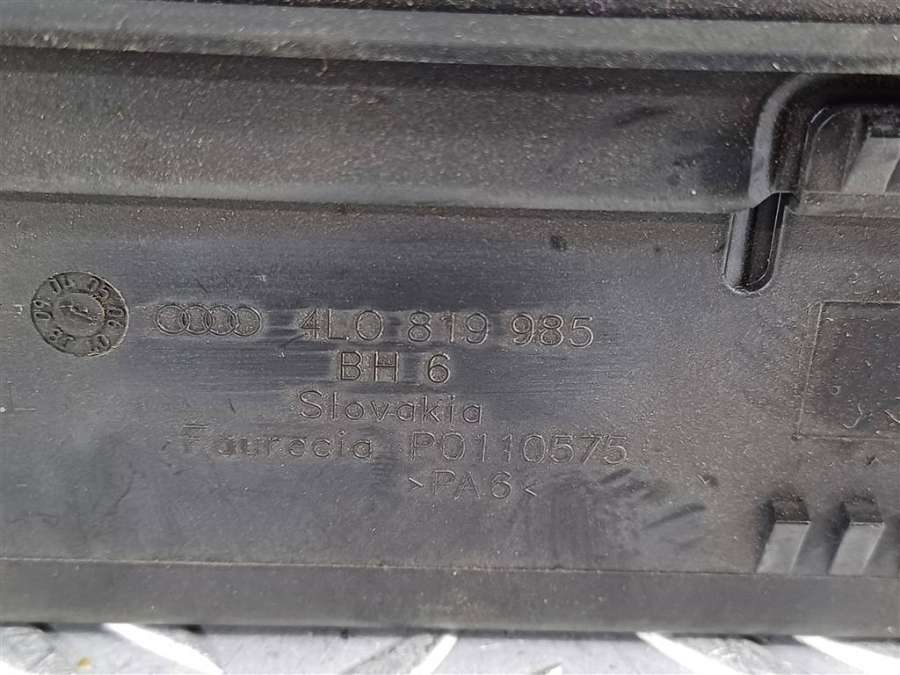 4L0 819 985
BH 6
Slovakia
Faurecia P0110575
>PA6<